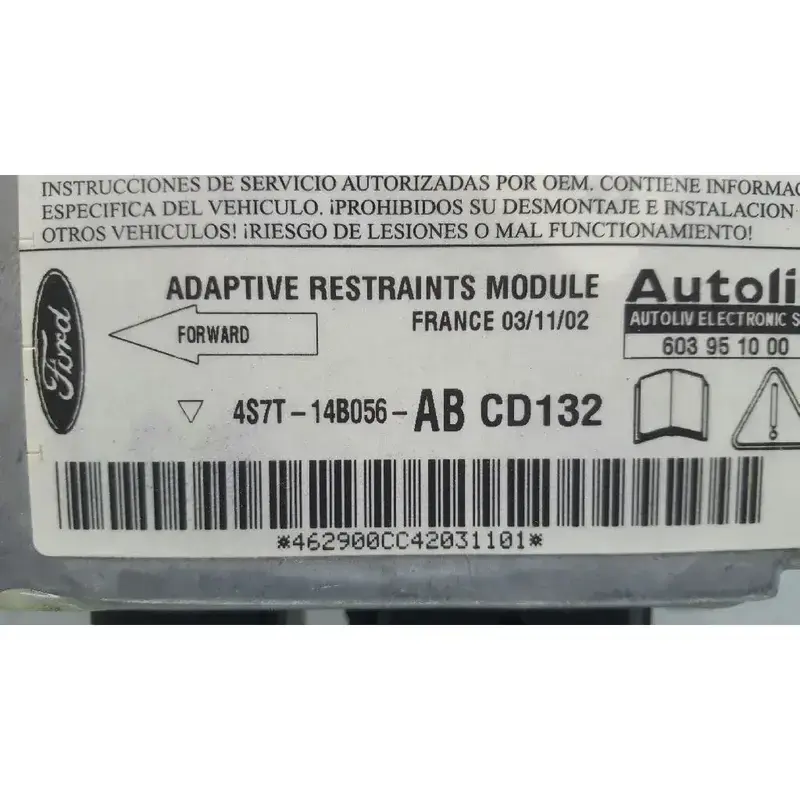 INSTRUCCIONES DE SERVICIO AUTORIZADAS POR OEM. CONTIENE INFORMAC
ESPECIFICA DEL VEHICULO. ¡PROHIBIDOS SU DESMONTAJE E INSTALACION
OTROS VEHICULOS! ¡RIESGO DE LESIONES O MAL FUNCIONAMIENTO!
Ford
ADAPTIVE RESTRAINTS MODULE
FORWARD
FRANCE 03/11/02
Autoli
AUTOLIV ELECTRONIC S
603 95 10 00
4S7T-14B056-AB CD132
*462900CC42031101*